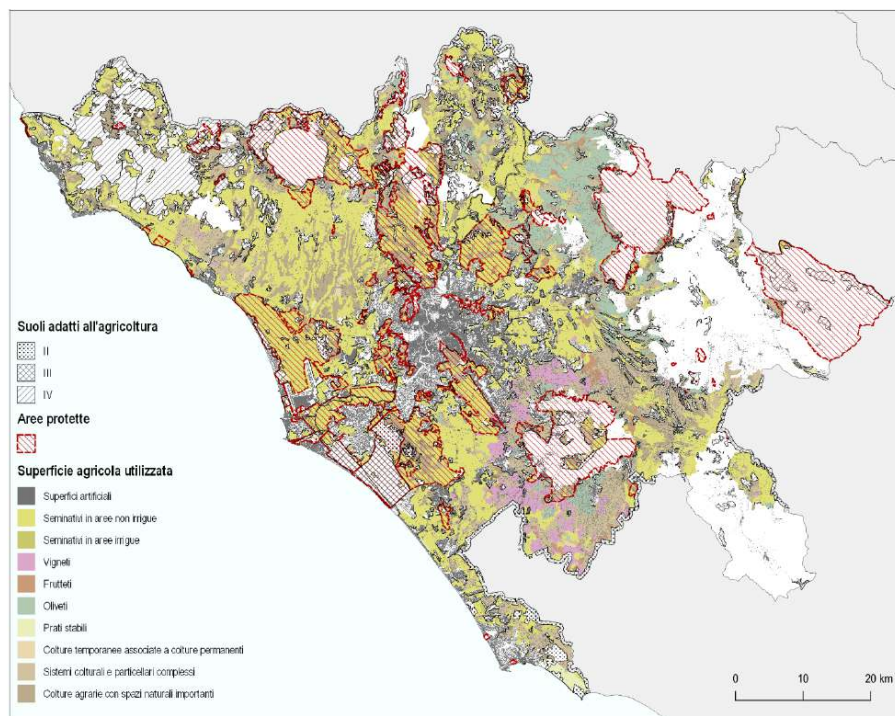 Suoli adatti all'agricoltura
II
III
IV
Aree protette
Superficie agricola utilizzata
Superfici artificiali
Seminativi in aree non irrigue
Seminativi in aree irrigue
Vigneti
Frutteti
Oliveti
Prati stabili
Colture temporanee associate a colture permanenti
Sistemi colturali e particellari complessi
Colture agrarie con spazi naturali importanti
0 10 20 km